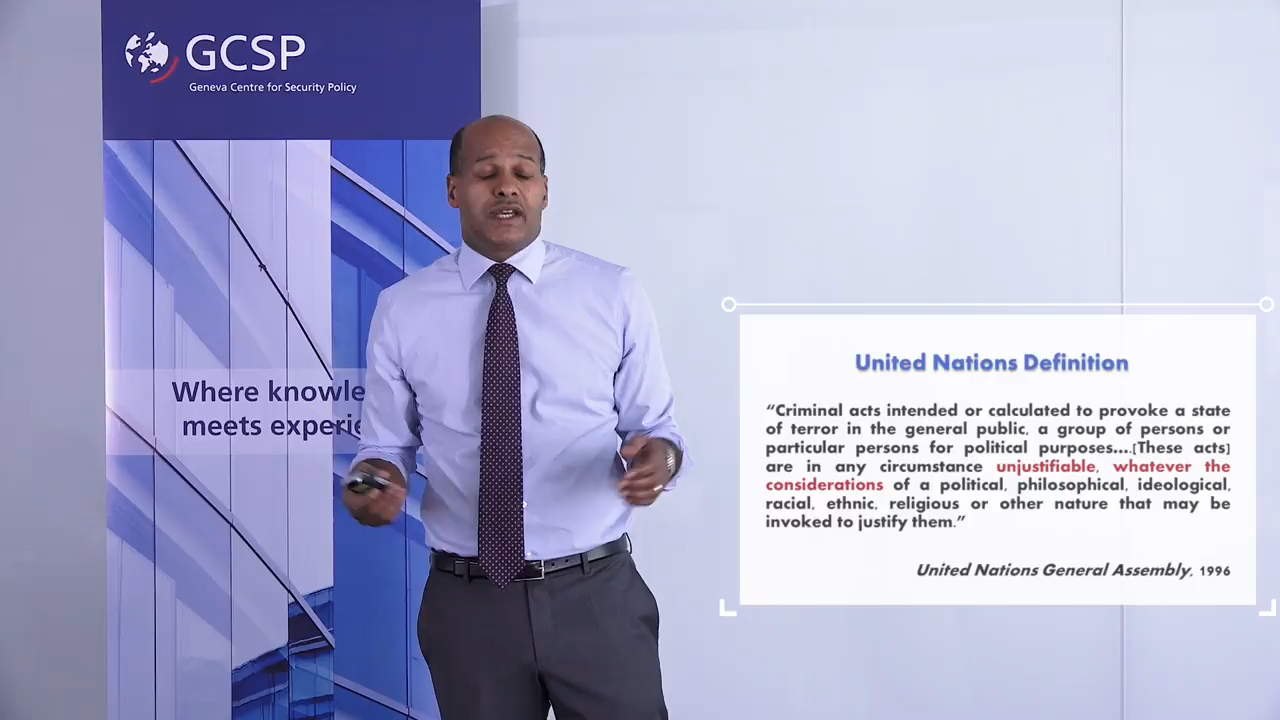 GCSP
Geneva Centre for Security Policy
Where knowle
meets experie
United Nations Definition
“Criminal acts intended or calculated to provoke a state
of terror in the general public, a group of persons or
particular persons for political purposes....[These acts]
are in any circumstance unjustifiable, whatever the
considerations of a political, philosophical, ideological,
racial, ethnic, religious or other nature that may be
invoked to justify them.”
United Nations General Assembly, 1996